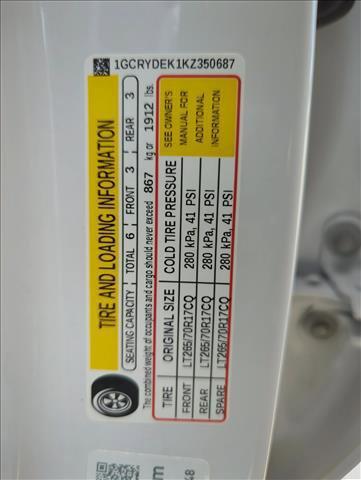 1GCRYDEK1KZ350687
TIRE AND LOADING INFORMATION
SEATING CAPACITY TOTAL 6 FRONT 3 REAR 3
The combined weight of occupants and cargo should never exceed 867 kg or 1912 lbs.
TIRE ORIGINAL SIZE COLD TIRE PRESSURE
FRONT LT265/70R17CQ 280 kPa, 41 PSI
REAR LT265/70R17CQ 280 kPa, 41 PSI
SPARE LT265/70R17CQ 280 kPa, 41 PSI
SEE OWNER'S
MANUAL FOR
ADDITIONAL
INFORMATION